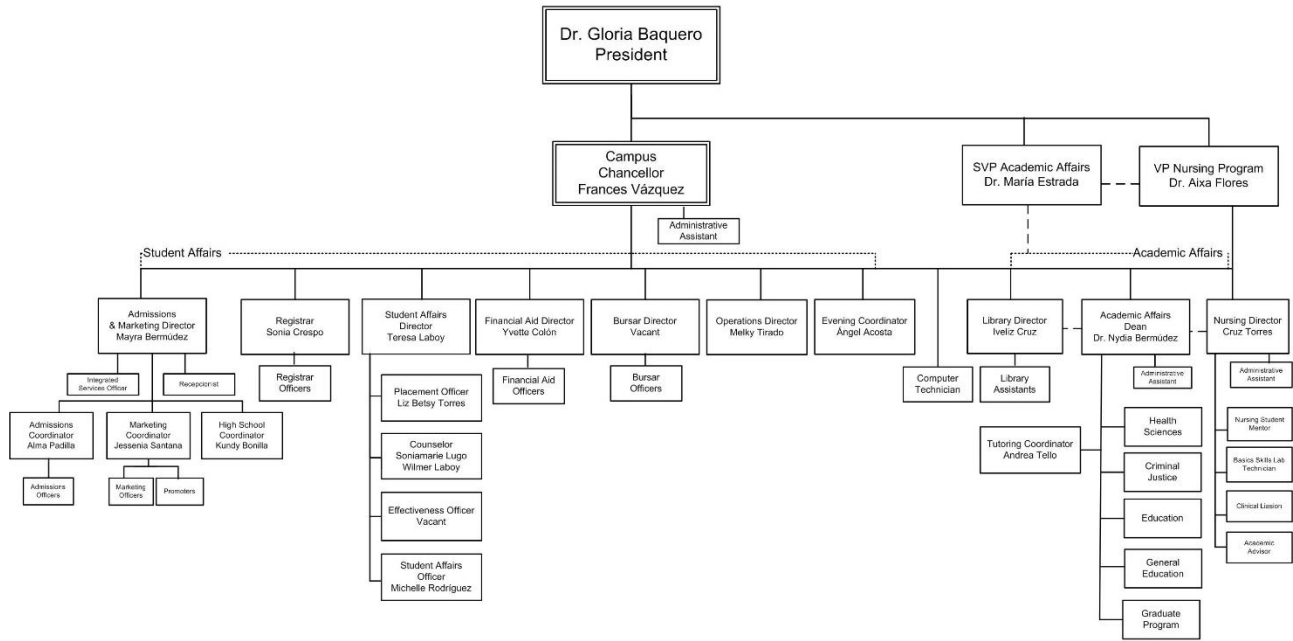 Dr. Gloria Baquero
President
Campus
Chancellor
Frances Vázquez
SVP Academic Affairs
Dr. María Estrada
VP Nursing Program
Dr. Aixa Flores
Administrative
Assistant
Student Affairs
Academic Affairs
Admissions
& Marketing Director
Mayra Bermúdez
Registrar
Sonia Crespo
Student Affairs
Director
Teresa Laboy
Financial Aid Director
Yvette Colón
Bursar Director
Vacant
Operations Director
Melky Tirado
Evening Coordinator
Ángel Acosta
Library Director
Iveliz Cruz
Academic Affairs
Dean
Dr. Nydia Bermúdez
Nursing Director
Cruz Torres
Integrated
Services Officer
Recepcionist
Registrar
Officers
Financial Aid
Officers
Bursar
Officers
Computer
Technician
Library
Assistants
Administrative
Assistant
Administrative
Assistant
Admissions
Coordinator
Alma Padilla
Marketing
Coordinator
Jessenia Santana
High School
Coordinator
Kundy Bonilla
Admissions
Officers
Marketing
Officers
Promoters
Placement Officer
Liz Betsy Torres
Counselor
Soniamarie Lugo
Wilmer Laboy
Effectiveness Officer
Vacant
Student Affairs
Officer
Michelle Rodríguez
Tutoring Coordinator
Andrea Tello
Health
Sciences
Criminal
Justice
Education
General
Education
Graduate
Program
Nursing Student
Mentor
Basics Skills Lab
Technician
Clinical Liesion
Academic
Advisor